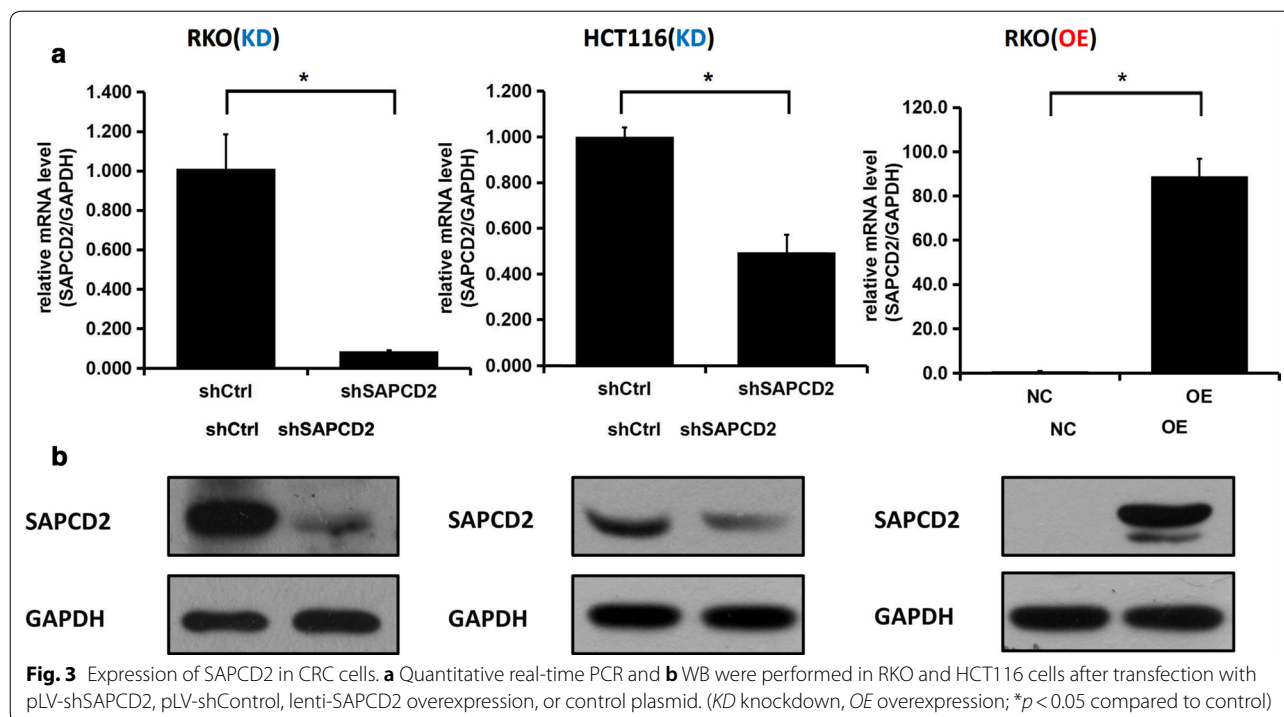 a
RKO(KD)
HCT116(KD)
RKO(OE)
*
1.400
1.200
1.000
0.800
0.600
0.400
0.200
0.000
relative mRNA level
(SAPCD2/GAPDH)
shCtrl shSAPCD2
*
1.200
1.000
0.800
0.600
0.400
0.200
0.000
relative mRNA level
(SAPCD2/GAPDH)
shCtrl shSAPCD2
*
120.0
100.0
80.0
60.0
40.0
20.0
0.0
relative mRNA level
(SAPCD2/GAPDH)
NC OE
b
shCtrl shSAPCD2
shCtrl shSAPCD2
NC OE
SAPCD2
SAPCD2
SAPCD2
GAPDH
GAPDH
GAPDH
Fig. 3 Expression of SAPCD2 in CRC cells. a Quantitative real-time PCR and b WB were performed in RKO and HCT116 cells after transfection with
pLV-shSAPCD2, pLV-shControl, lenti-SAPCD2 overexpression, or control plasmid. (KD knockdown, OE overexpression; *p < 0.05 compared to control)